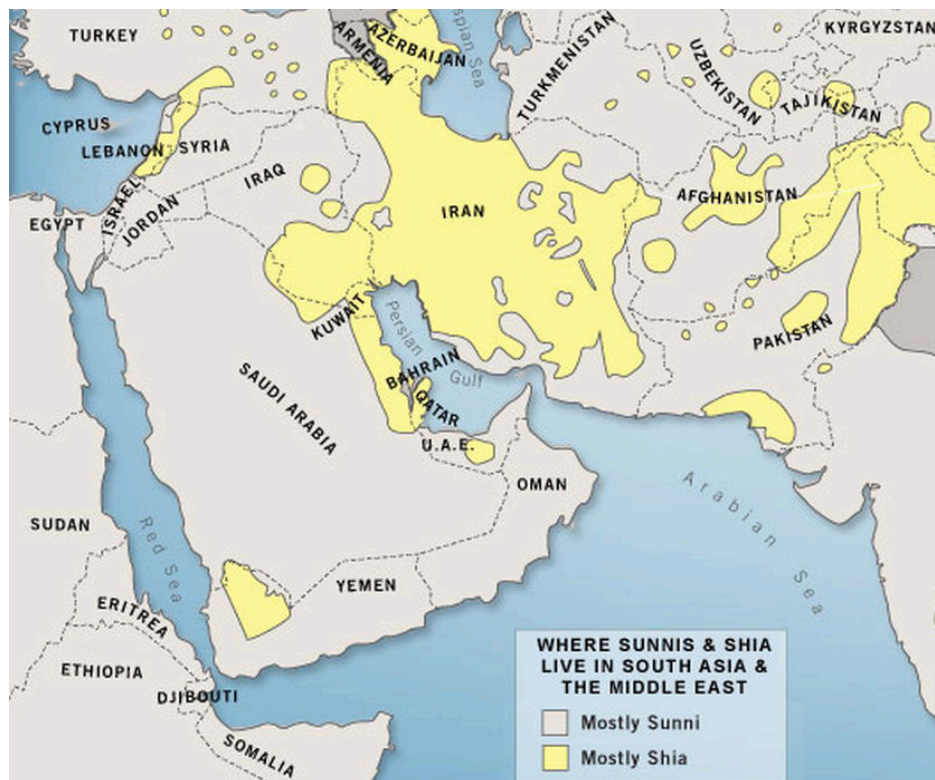 TURKEY
ARMENIA
AZERBAIJAN
spian Sea
TURKMENISTAN
UZBEKISTAN
KYRGYZSTAN
TAJIKISTAN
CYPRUS
LEBANON
SYRIA
IRAQ
IRAN
AFGHANISTAN
EGYPT
ISRAEL
JORDAN
KUWAIT
Persian
Gulf
BAHRAIN
QATAR
PAKISTAN
SAUDI ARABIA
U.A.E.
OMAN
Arabian
Sea
SUDAN
Red Sea
YEMEN
ERITREA
ETHIOPIA
DJIBOUTI
SOMALIA
WHERE SUNNIS & SHIA
LIVE IN SOUTH ASIA &
THE MIDDLE EAST
Mostly Sunni
Mostly Shia